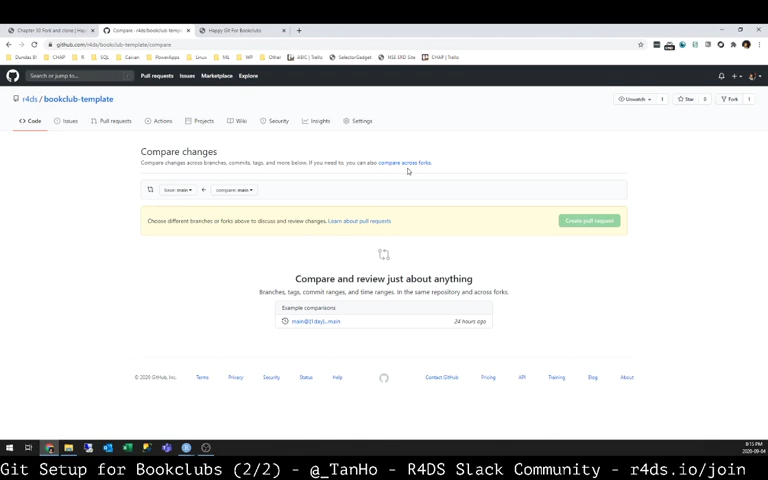 Chapter 30 Fork and clone | Hap
Compare · r4ds/bookclub-templ
Happy Git For Bookclubs
github.com/r4ds/bookclub-template/compare
Bookmarks
CHAP
R
SQL
Caivan
PowerApps
Linux
ML
WP
Other
ABIC | Trello
SelectorGadget
NSE ERD Site
CHAP | Trello
Search or jump to...
Pull requests
Issues
Marketplace
Explore
r4ds / bookclub-template
Unwatch 1
Star 0
Fork 1
Code
Issues
Pull requests
Actions
Projects
Wiki
Security
Insights
Settings
Compare changes
Compare changes across branches, commits, tags, and more below. If you need to, you can also compare across forks.
base: main
compare: main
Choose different branches or forks above to discuss and review changes. Learn about pull requests
Create pull request
Compare and review just about anything
Branches, tags, commit ranges, and time ranges. In the same repository and across forks.
Example comparisons
main@{1day}...main
24 hours ago
© 2020 GitHub, Inc.
Terms
Privacy
Security
Status
Help
Contact GitHub
Pricing
API
Training
Blog
About
8:15 PM
2020-09-04
Git Setup for Bookclubs (2/2) - @_TanHo - R4DS Slack Community - r4ds.io/join